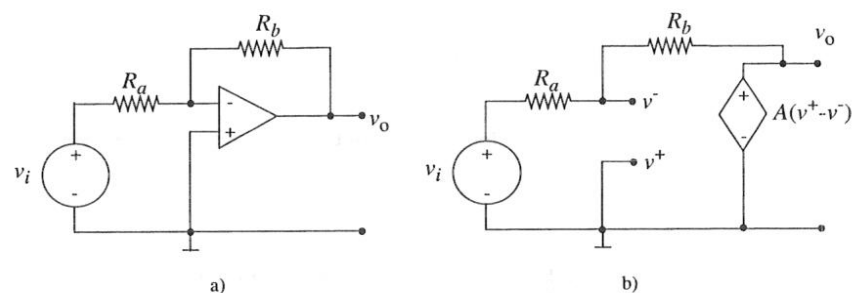 R_b
R_a
-
+
v_o
+
v_i
-
a)
v_o
R_b
R_a
v^-
+
A(v^+-v^-)
-
v^+
+
v_i
-
b)